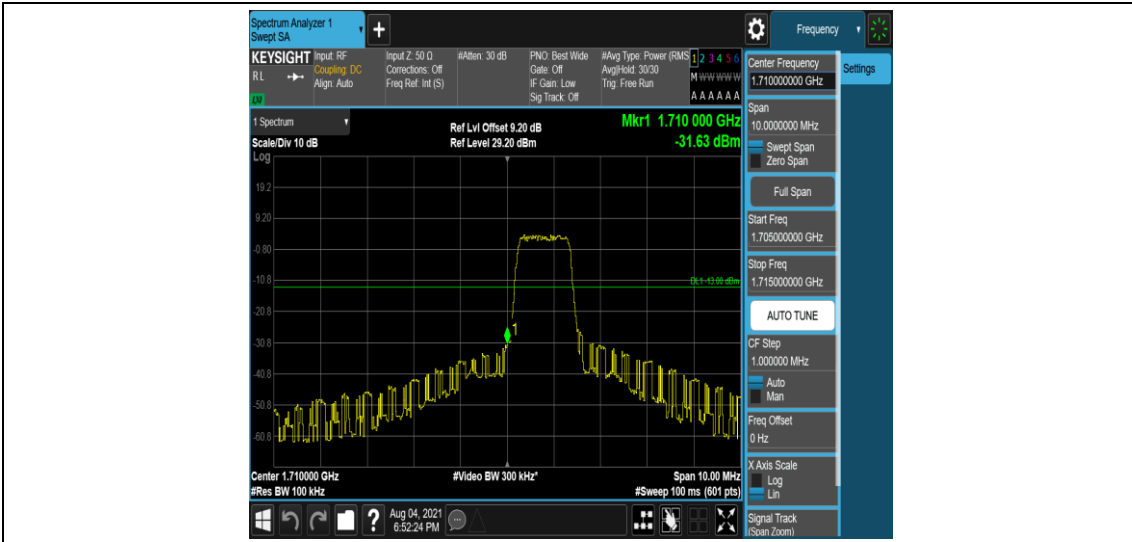 Spectrum Analyzer 1
Swept SA
+
Frequency
KEYSIGHT
RL
LXI
Input: RF
Coupling: DC
Align: Auto
Input Z: 50 Ω
Corrections: Off
Freq Ref: Int (S)
#Atten: 30 dB
PNO: Best Wide
Gate: Off
IF Gain: Low
Sig Track: Off
#Avg Type: Power (RMS
Avg|Hold: 30/30
Trig: Free Run
1 2 3 4 5 6
M W W W W W
A A A A A A
1 Spectrum
Scale/Div 10 dB
Log
Ref Lvl Offset 9.20 dB
Ref Level 29.20 dBm
Mkr1 1.710 000 GHz
-31.63 dBm
19.2
9.20
-0.80
-10.8
-20.8
-30.8
-40.8
-50.8
-60.8
DL1 -13.00 dBm
1
Center 1.710000 GHz
#Res BW 100 kHz
#Video BW 300 kHz*
Span 10.00 MHz
#Sweep 100 ms (601 pts)
Center Frequency
1.710000000 GHz
Settings
Span
10.0000000 MHz
Swept Span
Zero Span
Full Span
Start Freq
1.705000000 GHz
Stop Freq
1.715000000 GHz
AUTO TUNE
CF Step
1.000000 MHz
Auto
Man
Freq Offset
0 Hz
X Axis Scale
Log
Lin
Signal Track
(Span Zoom)
?
Aug 04, 2021
6:52:24 PM